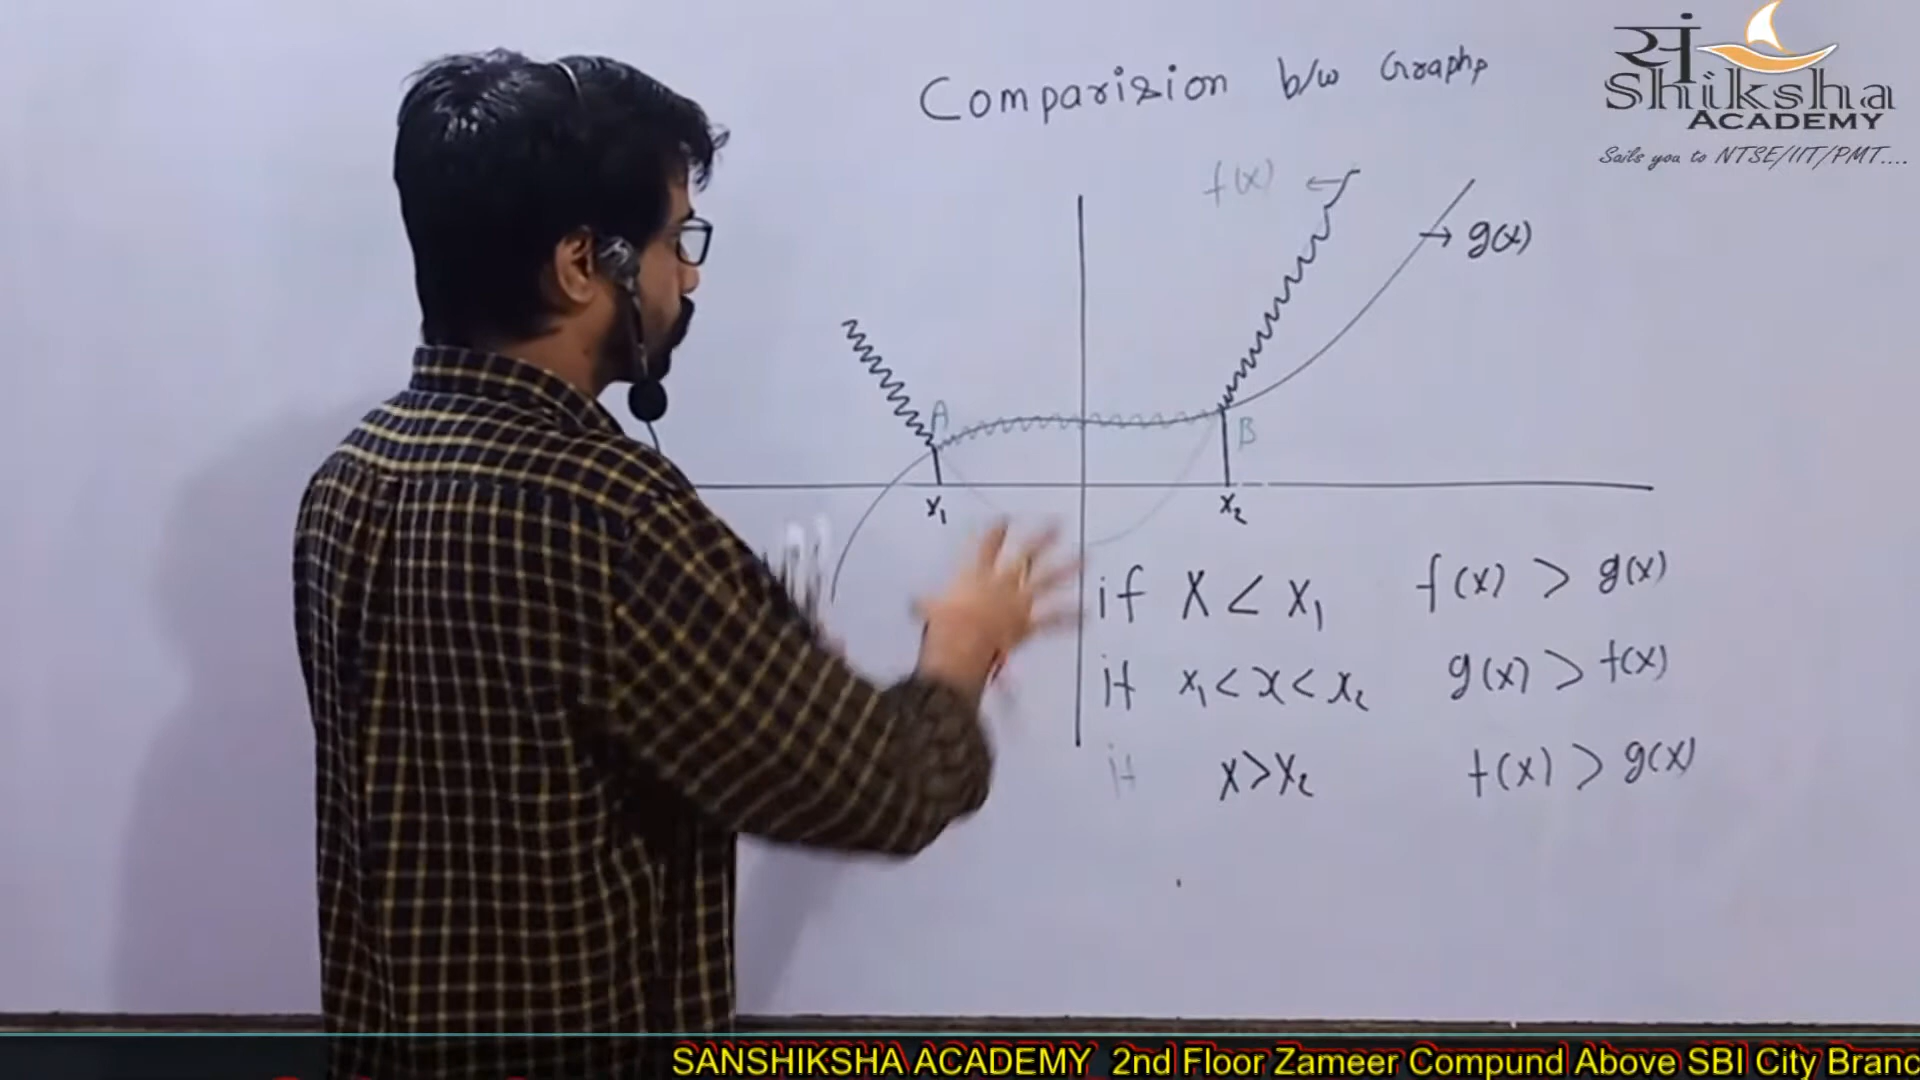 Comparision b/w Graphs
सं
Shiksha
ACADEMY
Sails you to NTSE/IIT/PMT....
f(x)
g(x)
A
B
x₁
x₂
if x < x₁ f(x) > g(x)
if x₁ < x < x₂ g(x) > f(x)
if x > x₂ f(x) > g(x)
SANSHIKSHA ACADEMY 2nd Floor Zameer Compund Above SBI City Branc